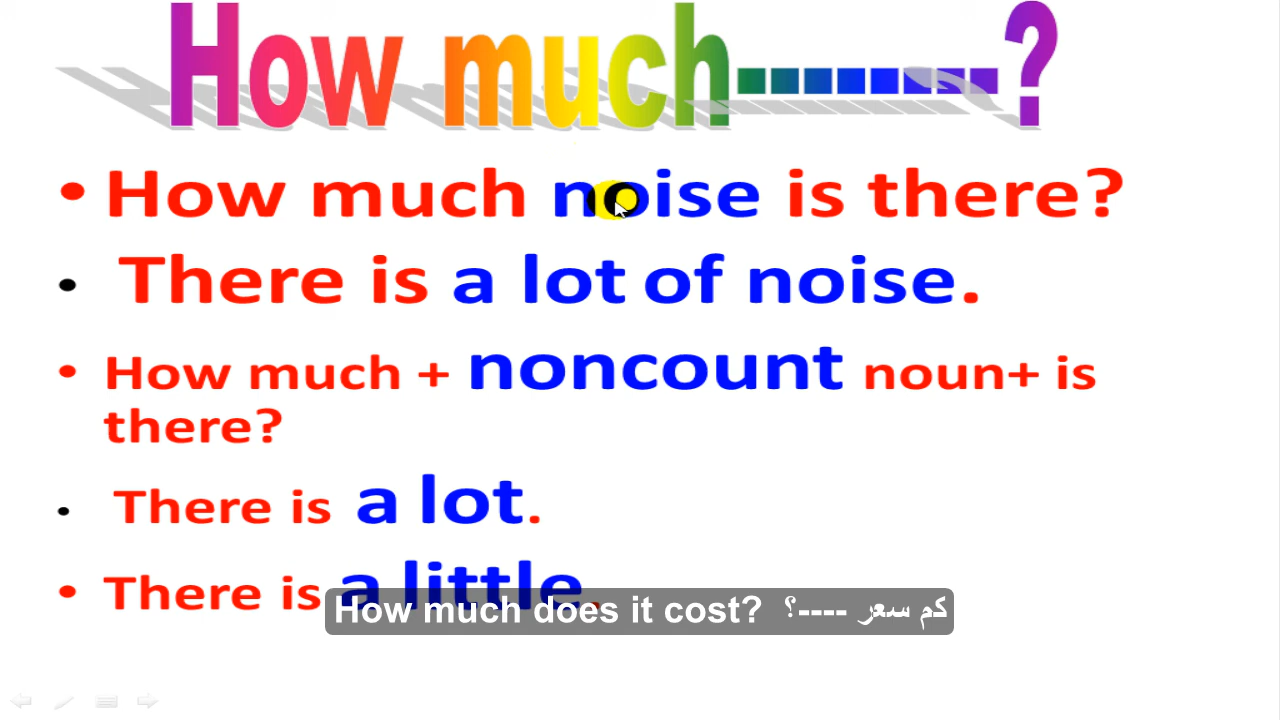 How much--------?
• How much noise is there?
• There is a lot of noise.
• How much + noncount noun+ is
there?
• There is a lot.
• There is a little.
How much does it cost? كم سعر ----؟